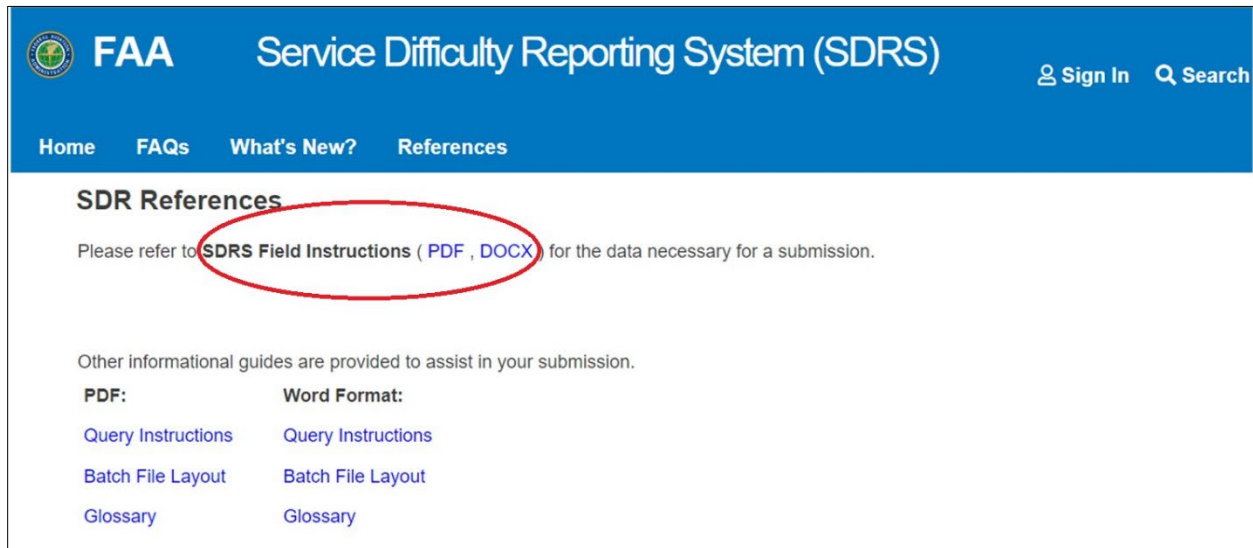 FAA Service Difficulty Reporting System (SDRS)
Sign In Search
Home FAQs What's New? References
SDR References
Please refer to SDRS Field Instructions ( PDF , DOCX ) for the data necessary for a submission.
Other informational guides are provided to assist in your submission.
PDF: Word Format:
Query Instructions Query Instructions
Batch File Layout Batch File Layout
Glossary Glossary